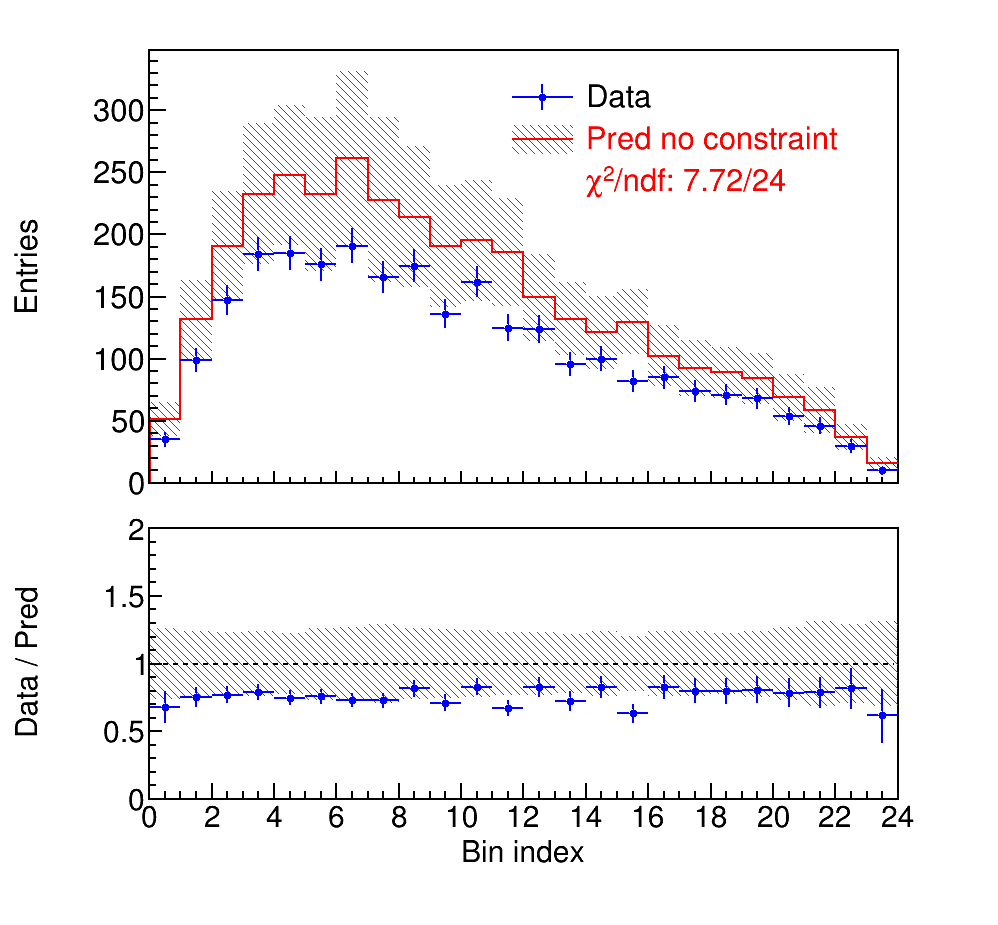 Entries
300
250
200
150
100
50
0
Data
Pred no constraint
χ²/ndf: 7.72/24
Data / Pred
2
1.5
1
0.5
0
0 2 4 6 8 10 12 14 16 18 20 22 24
Bin index